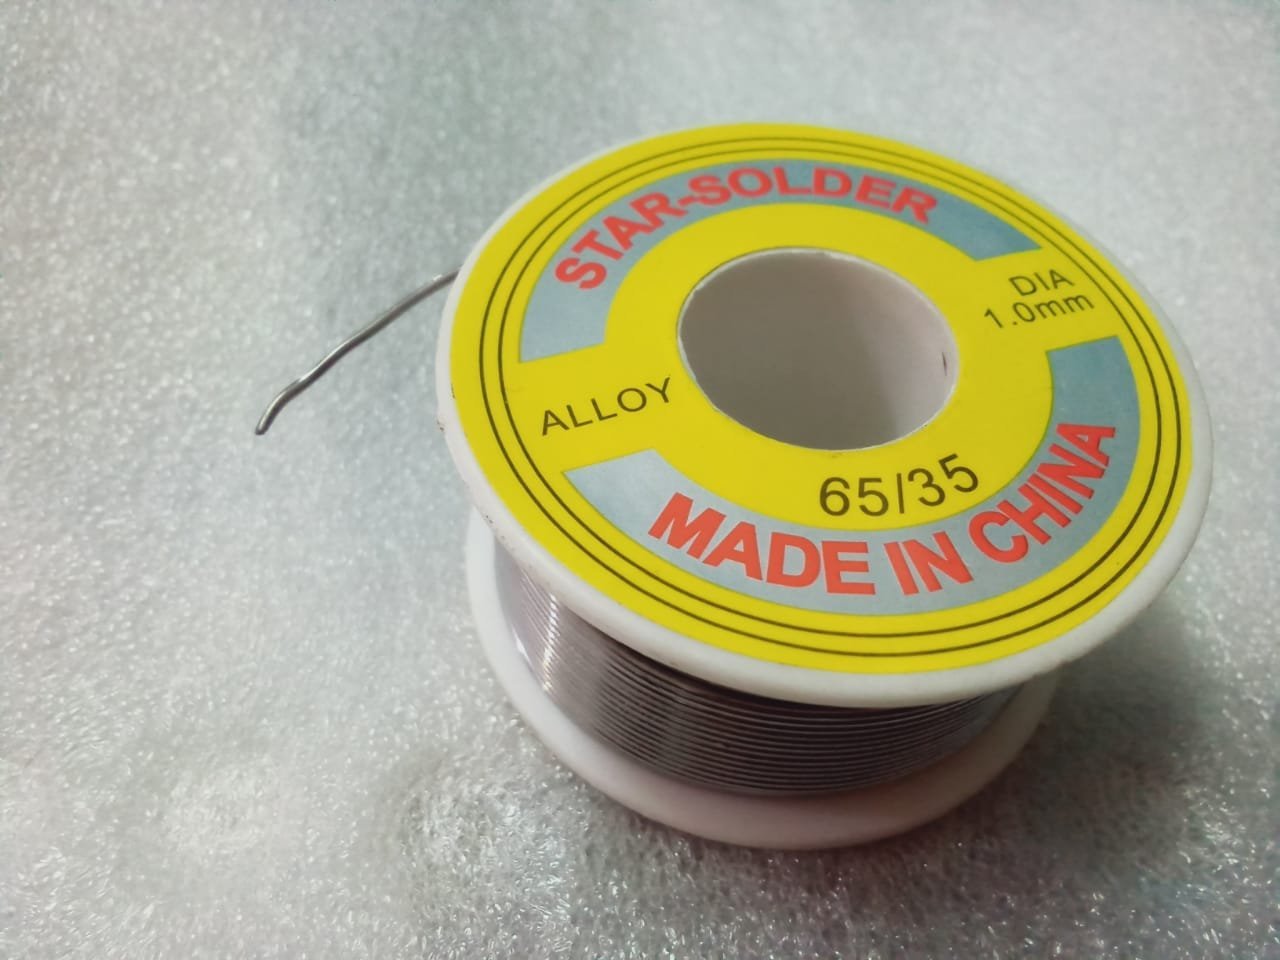 STAR-SOLDER
DIA
1.0mm
ALLOY
65/35
MADE IN CHINA